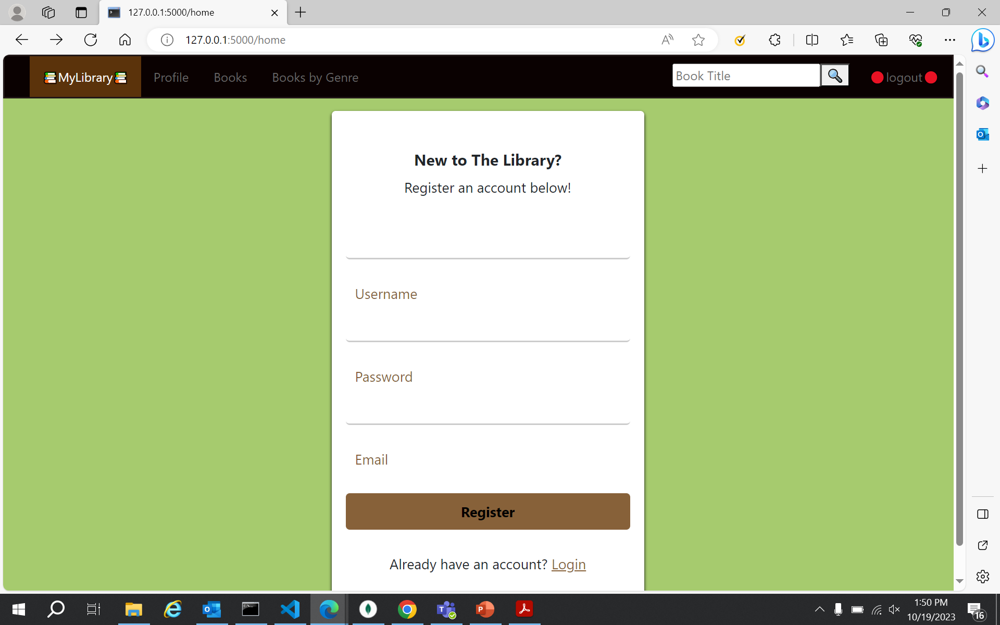 127.0.0.1:5000/home
127.0.0.1:5000/home
MyLibrary Profile Books Books by Genre Book Title logout
New to The Library?
Register an account below!
Username
Password
Email
Register
Already have an account? Login
1:50 PM
10/19/2023
16